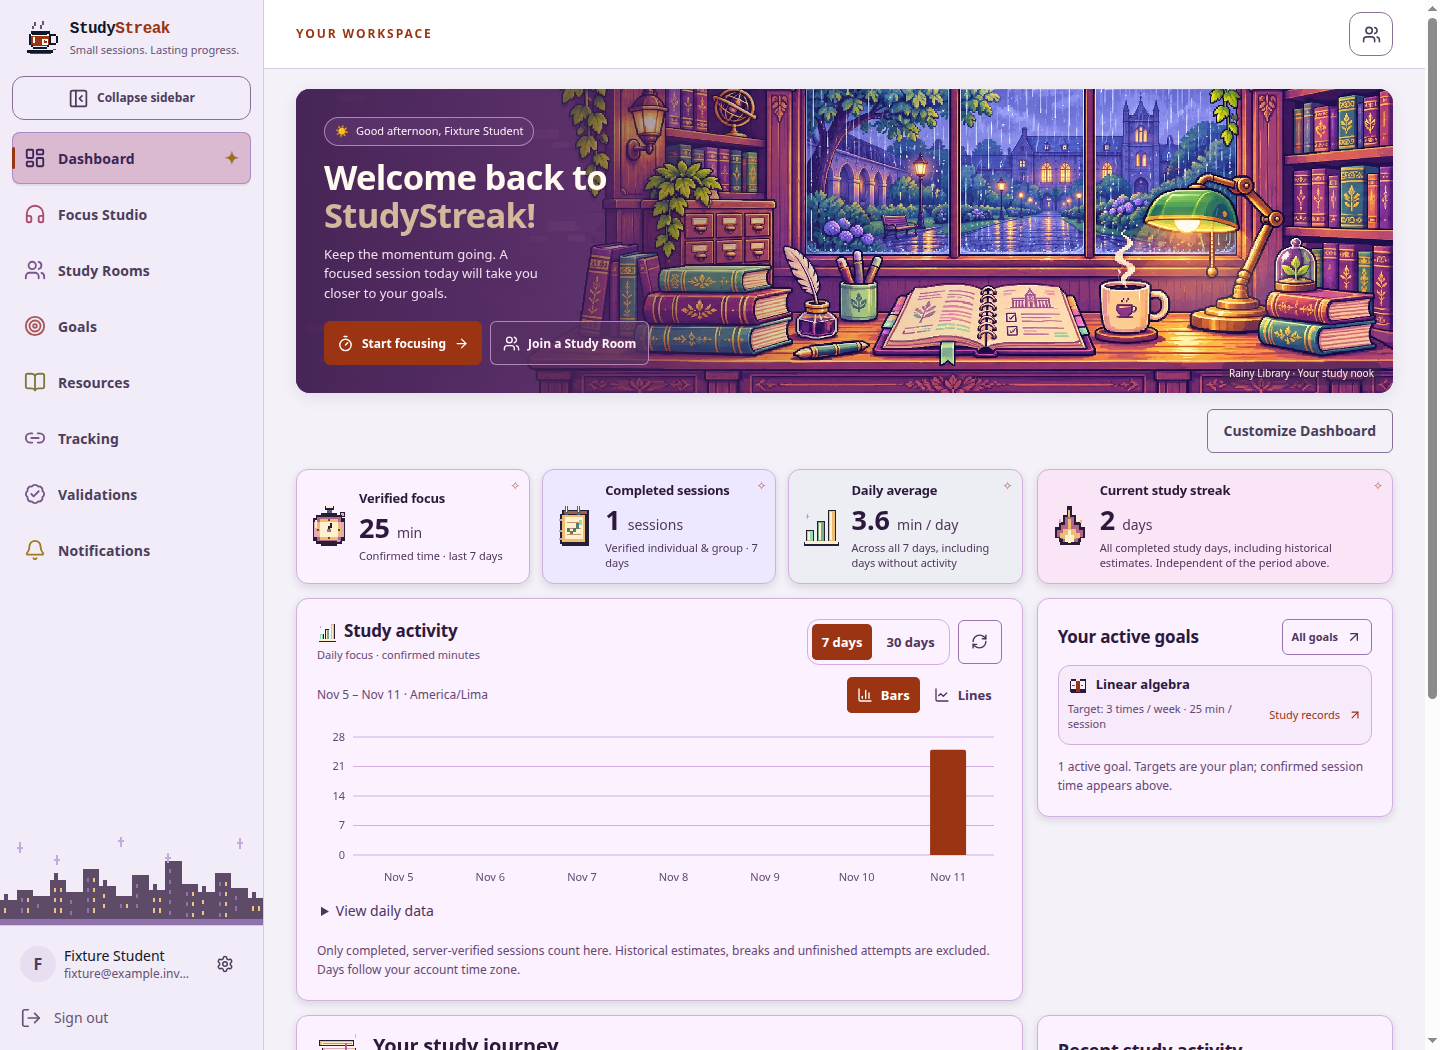 StudyStreak
Small sessions. Lasting progress.
Collapse sidebar
Dashboard
Focus Studio
Study Rooms
Goals
Resources
Tracking
Validations
Notifications
F
Fixture Student
fixture@example.inv...
Sign out
YOUR WORKSPACE
Good afternoon, Fixture Student
Welcome back to
StudyStreak!
Keep the momentum going. A
focused session today will take you
closer to your goals.
Start focusing
Join a Study Room
Rainy Library · Your study nook
Customize Dashboard
Verified focus
25 min
Confirmed time · last 7 days
Completed sessions
1 sessions
Verified individual & group · 7
days
Daily average
3.6 min / day
Across all 7 days, including
days without activity
Current study streak
2 days
All completed study days, including historical
estimates. Independent of the period above.
Study activity
Daily focus · confirmed minutes
7 days
30 days
Nov 5 – Nov 11 · America/Lima
Bars
Lines
28
21
14
7
0
Nov 5
Nov 6
Nov 7
Nov 8
Nov 9
Nov 10
Nov 11
View daily data
Only completed, server-verified sessions count here. Historical estimates, breaks and unfinished attempts are excluded.
Days follow your account time zone.
Your active goals
All goals
Linear algebra
Target: 3 times / week · 25 min /
session
Study records
1 active goal. Targets are your plan; confirmed session
time appears above.
Your study journey
Recent study activity